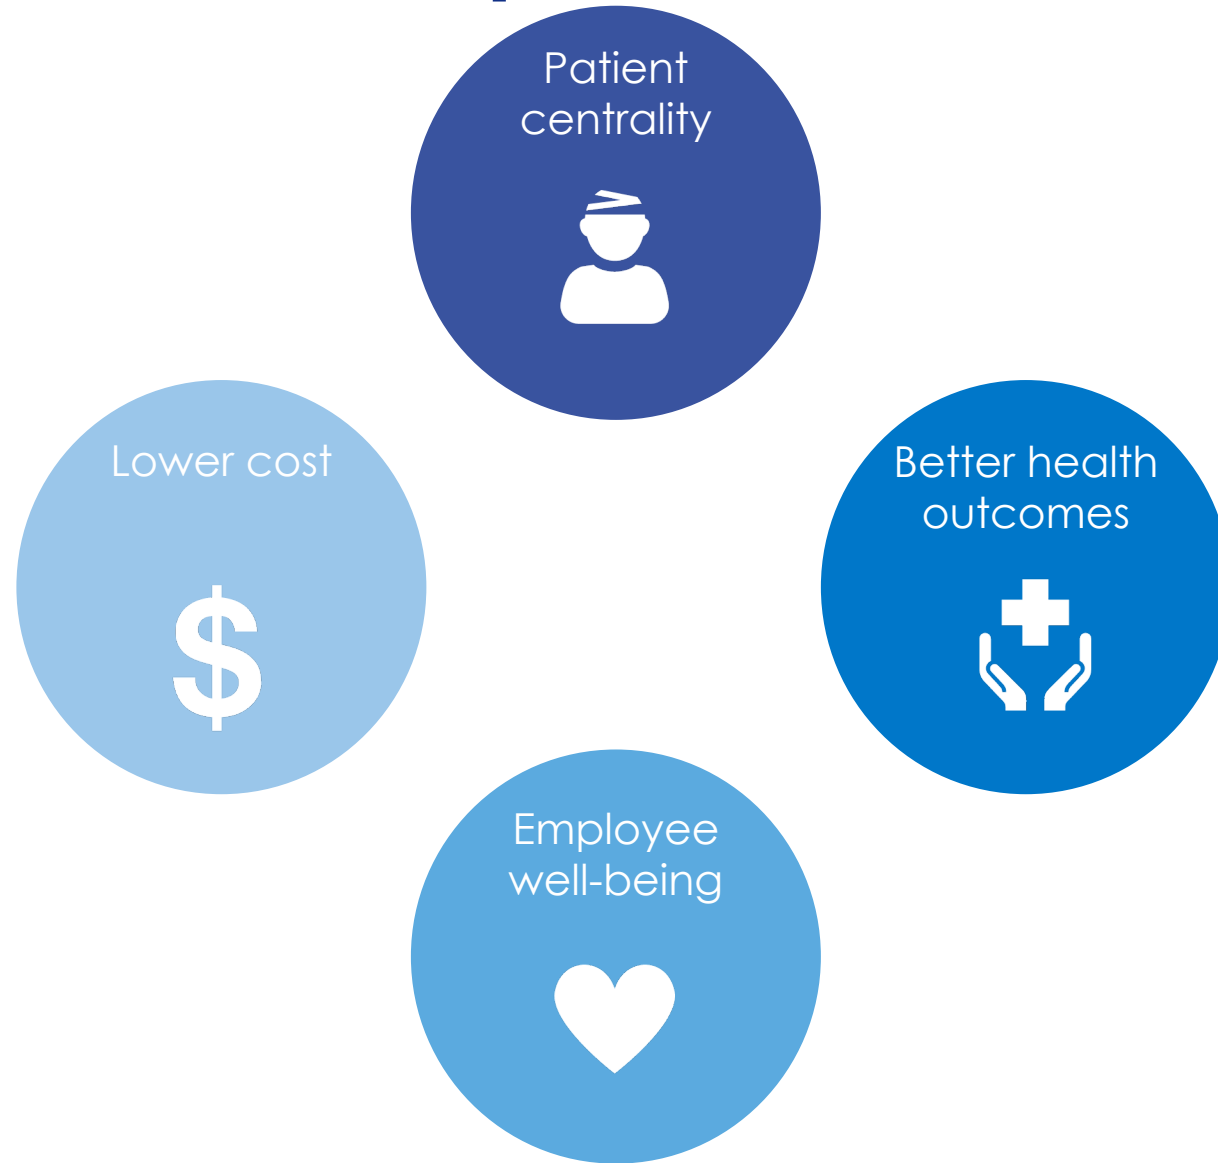 Patient
centrality
Lower cost
$
Better health
outcomes
Employee
well-being